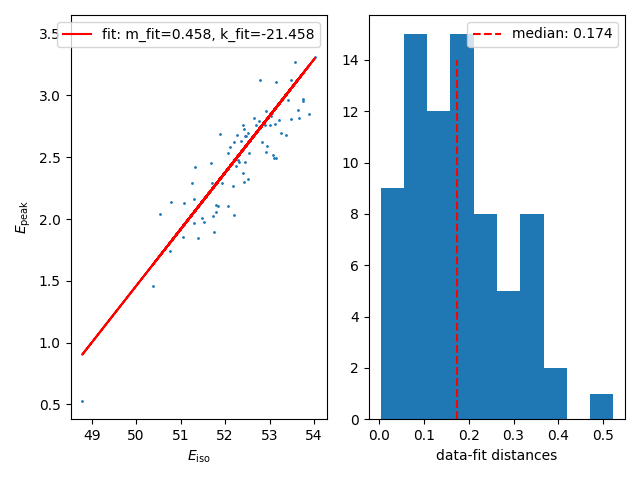 fit: m_fit=0.458, k_fit=-21.458
3.5
3.0
2.5
2.0
1.5
1.0
0.5
E_peak
49 50 51 52 53 54
E_iso
median: 0.174
14
12
10
8
6
4
2
0
0.0 0.1 0.2 0.3 0.4 0.5
data-fit distances